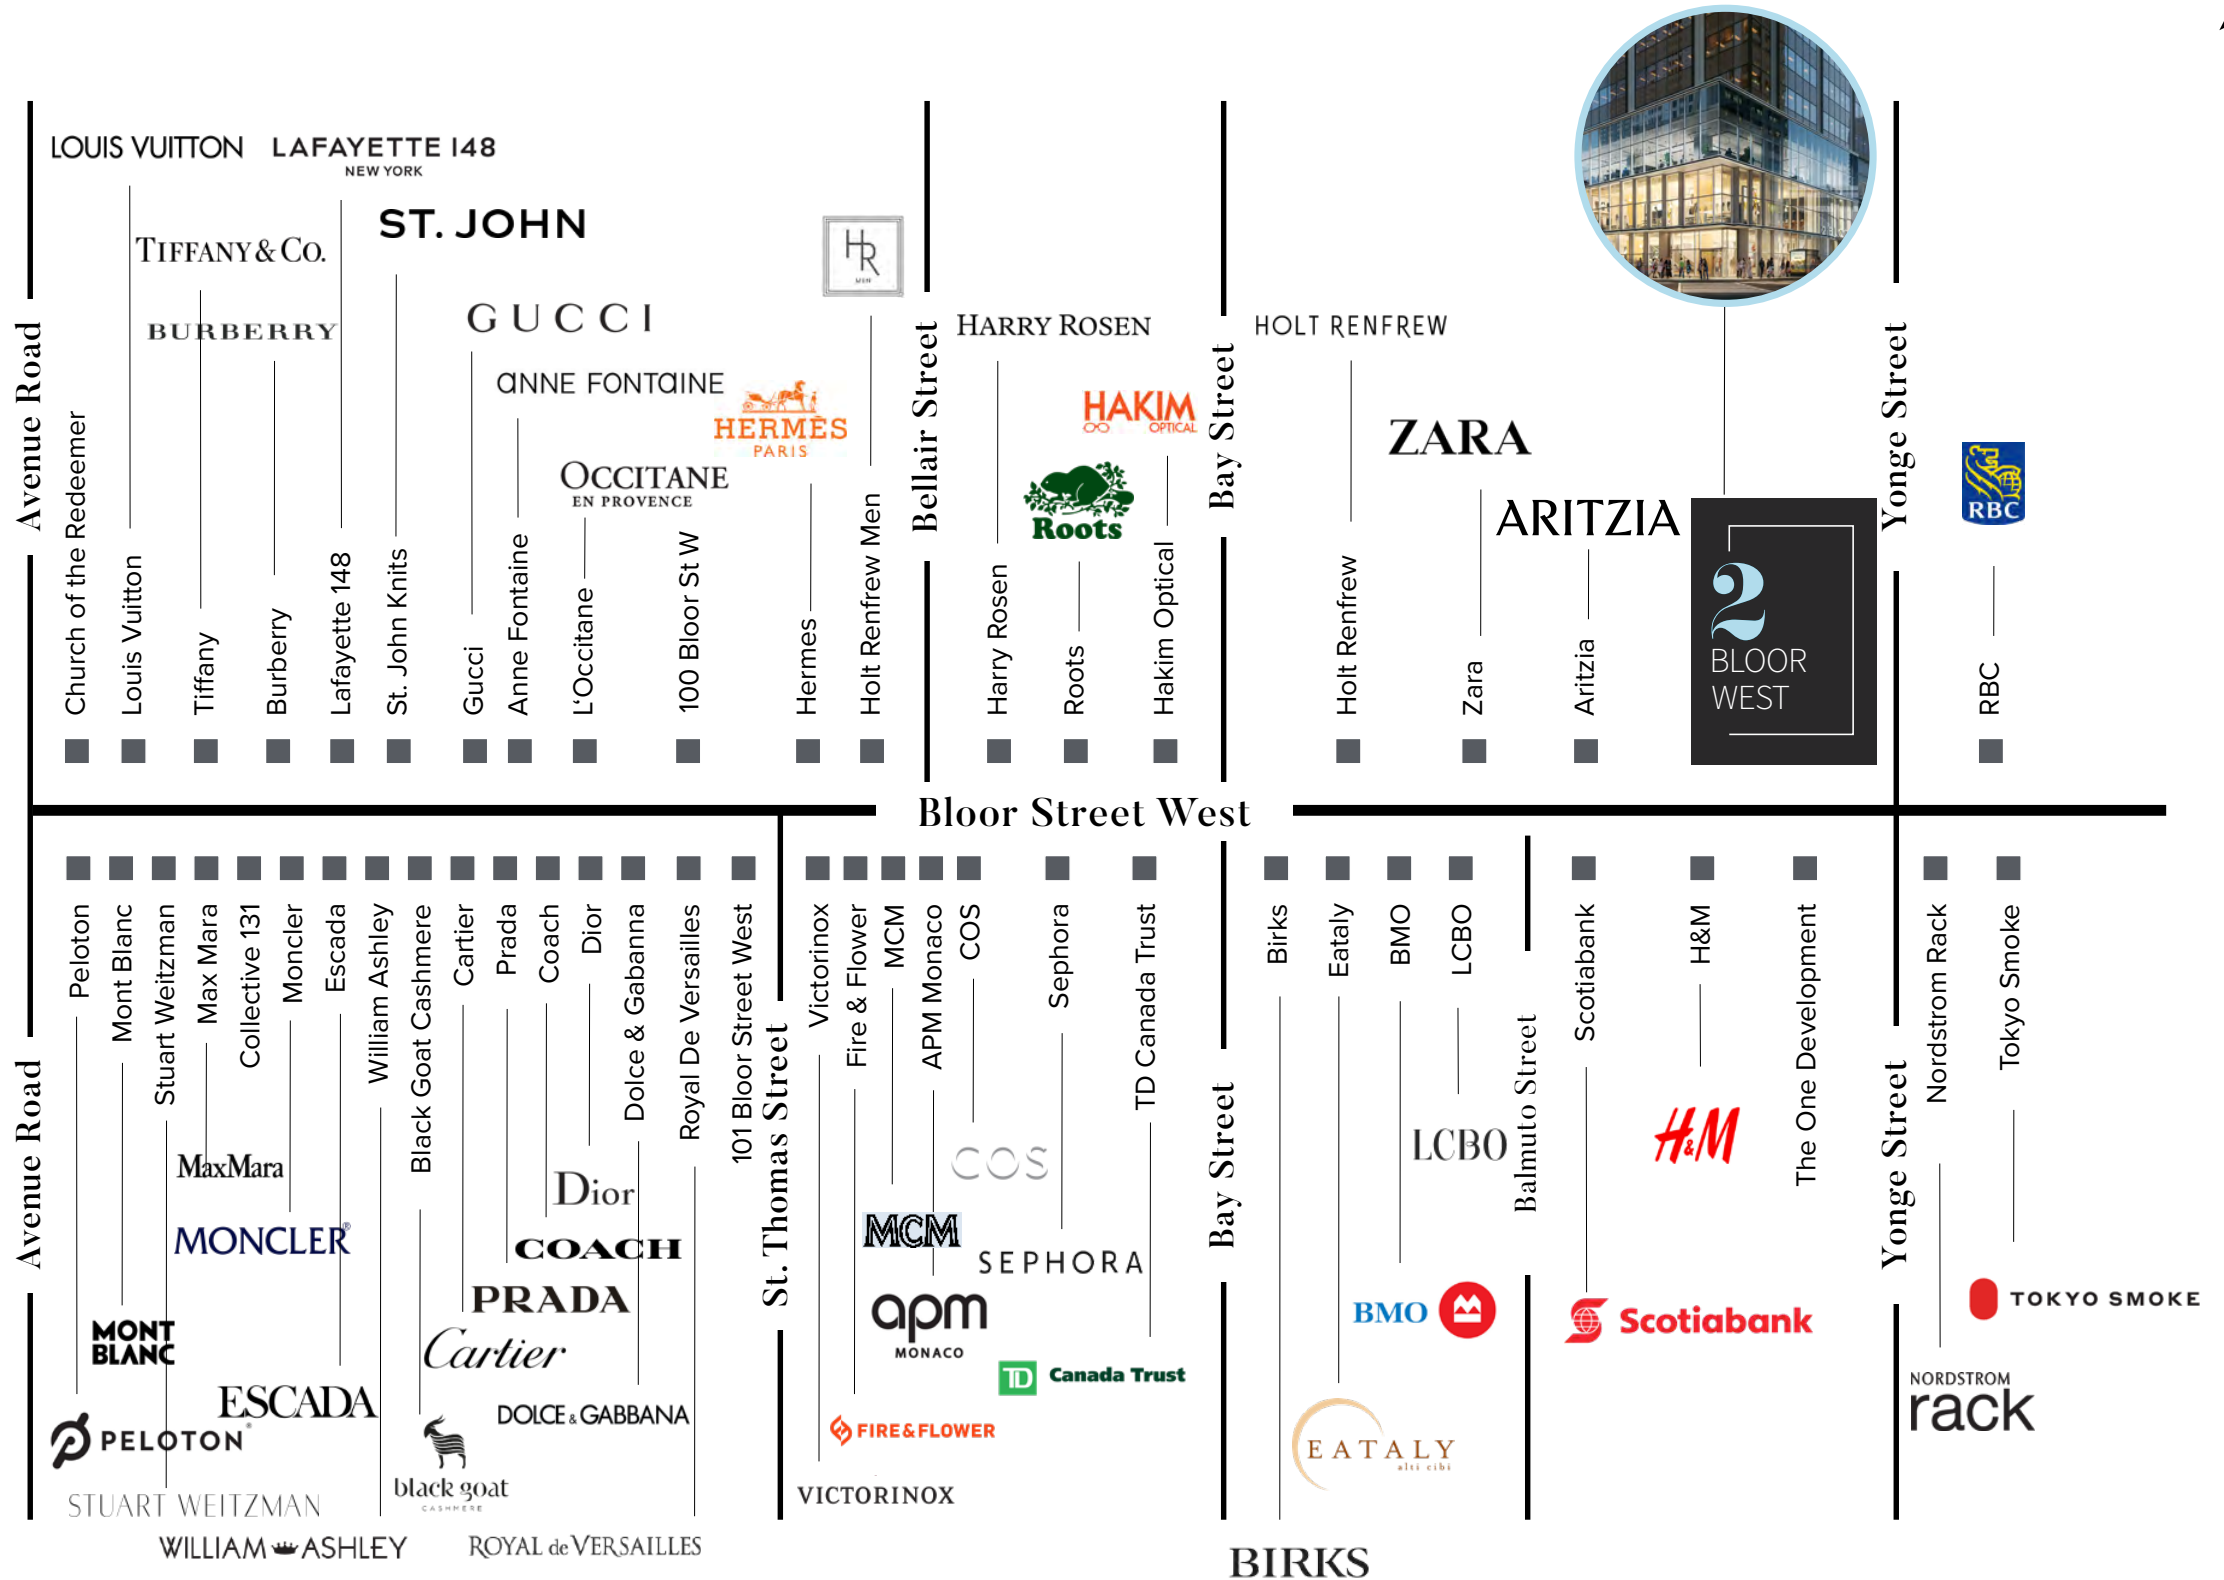 LOUIS VUITTON
LAFAYETTE 148
NEW YORK
ST. JOHN
TIFFANY & CO.
BURBERRY
GUCCI
ANNE FONTAINE
HERMÈS
PARIS
OCCITANE
EN PROVENCE
HR
MEN
HARRY ROSEN
HAKIM
OPTICAL
Roots
HOLT RENFREW
ZARA
ARITZIA
2
BLOOR
WEST
RBC
Avenue Road
Bellair Street
Bay Street
Yonge Street
Church of the Redeemer
Louis Vuitton
Tiffany
Burberry
Lafayette 148
St. John Knits
Gucci
Anne Fontaine
L'Occitane
100 Bloor St W
Hermes
Holt Renfrew Men
Harry Rosen
Roots
Hakim Optical
Holt Renfrew
Zara
Aritzia
RBC
Bloor Street West
Peloton
Mont Blanc
Stuart Weitzman
Max Mara
Collective 131
Moncler
Escada
William Ashley
Black Goat Cashmere
Cartier
Prada
Coach
Dior
Dolce & Gabanna
Royal De Versailles
101 Bloor Street West
Victorinox
Fire & Flower
MCM
APM Monaco
COS
Sephora
TD Canada Trust
Birks
Eataly
BMO
LCBO
Scotiabank
H&M
The One Development
Nordstrom Rack
Tokyo Smoke
Avenue Road
St. Thomas Street
Bay Street
Balmuto Street
Yonge Street
MaxMara
MONCLER®
MONT
BLANC
ESCADA®
PELOTON
STUART WEITZMAN
WILLIAM ASHLEY
Dior
COACH
PRADA
Cartier
DOLCE & GABBANA
black goat
CASHMERE
ROYAL de VERSAILLES
COS
MCM
SEPHORA
apm
MONACO
TD Canada Trust
FIRE & FLOWER
VICTORINOX
LCBO
BMO
EATALY
alti cibi
BIRKS
H&M
Scotiabank
TOKYO SMOKE
NORDSTROM
rack